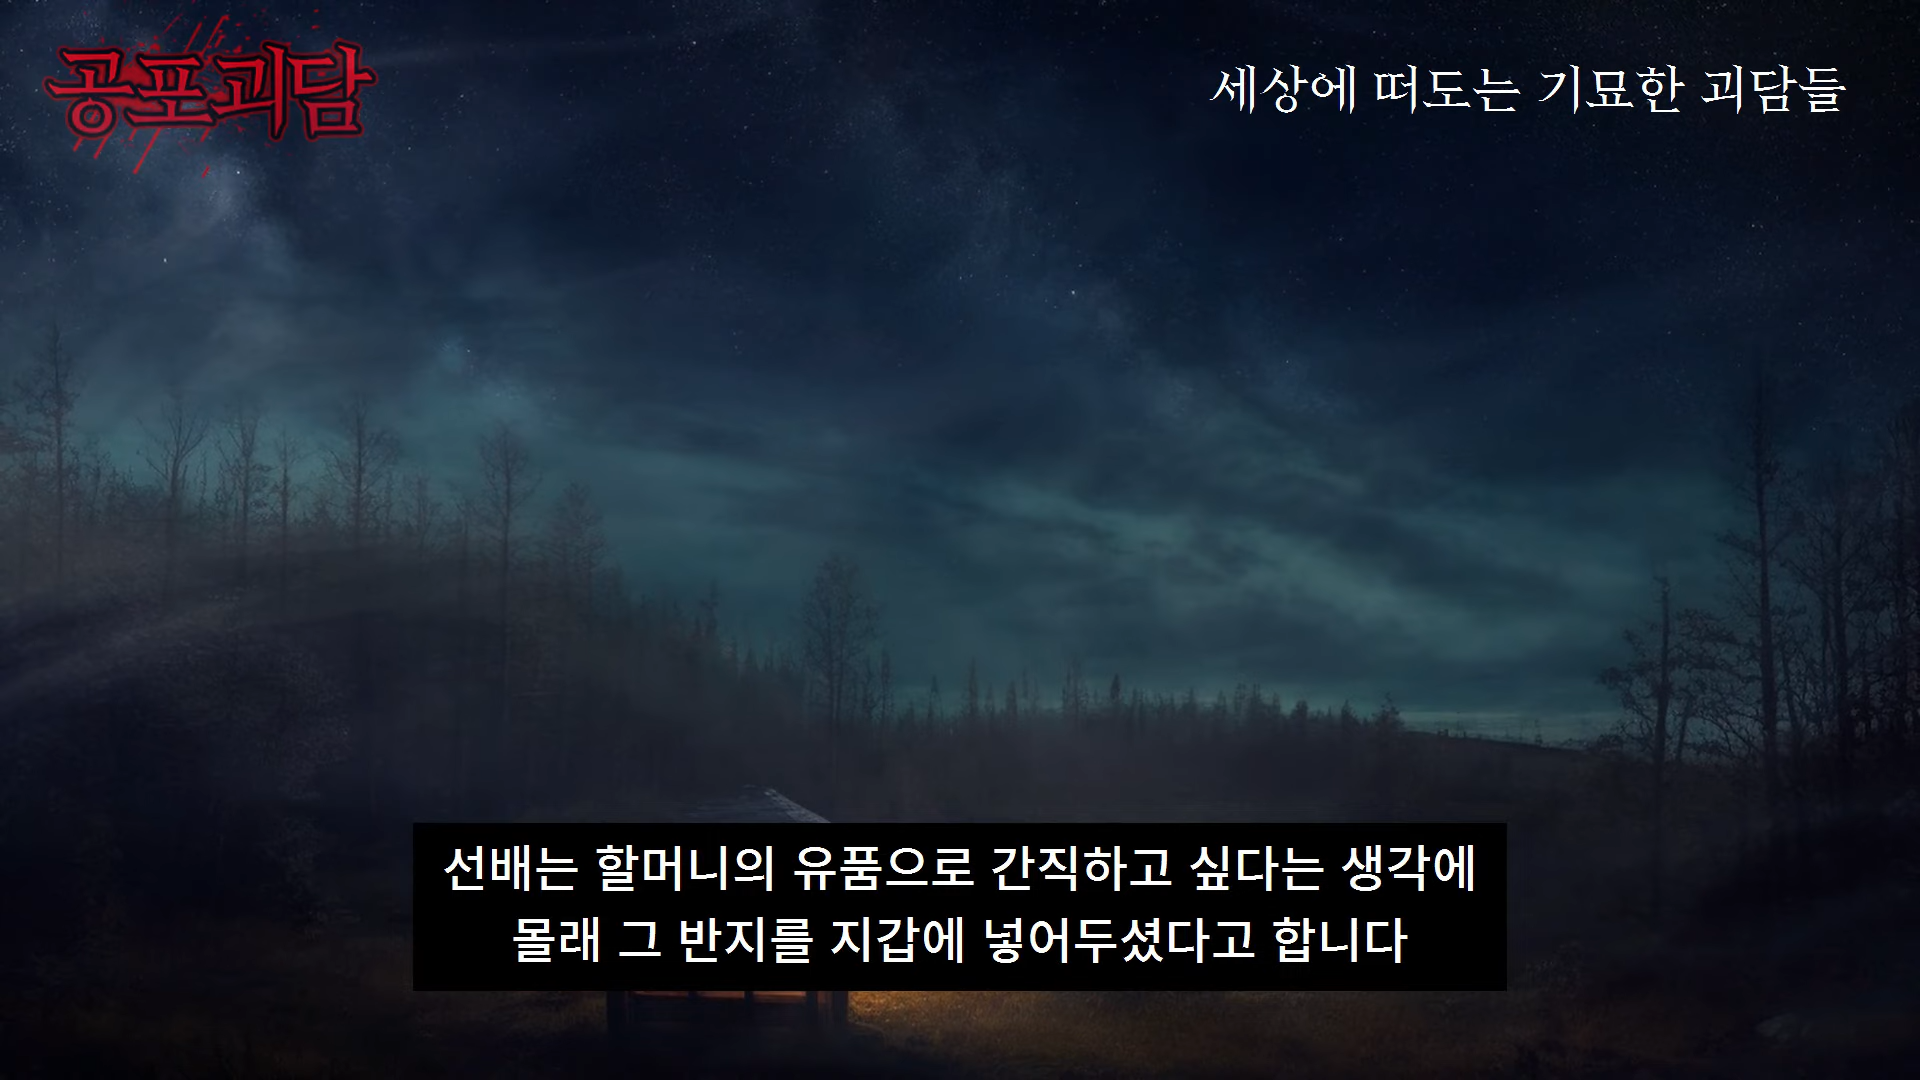 공포괴담
세상에 떠도는 기묘한 괴담들
선배는 할머니의 유품으로 간직하고 싶다는 생각에
몰래 그 반지를 지갑에 넣어두셨다고 합니다